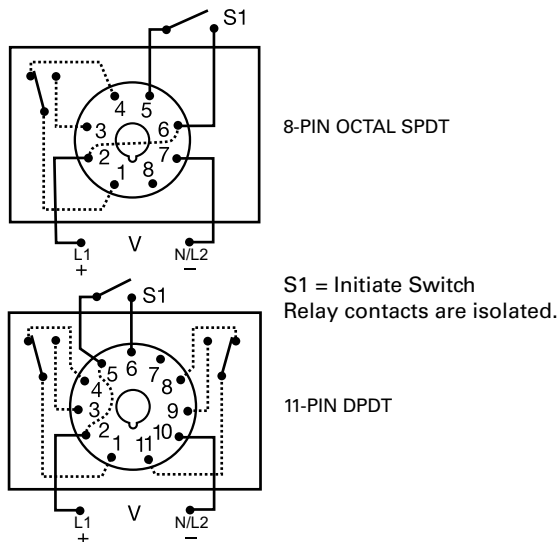 S1
4 5
3 6
2 7
1 8
8-PIN OCTAL SPDT
L1 V N/L2
+ –
S1 = Initiate Switch
Relay contacts are isolated.
S1
5 6 7
4 8
3 9
2 10
1 11
11-PIN DPDT
L1 V N/L2
+ –